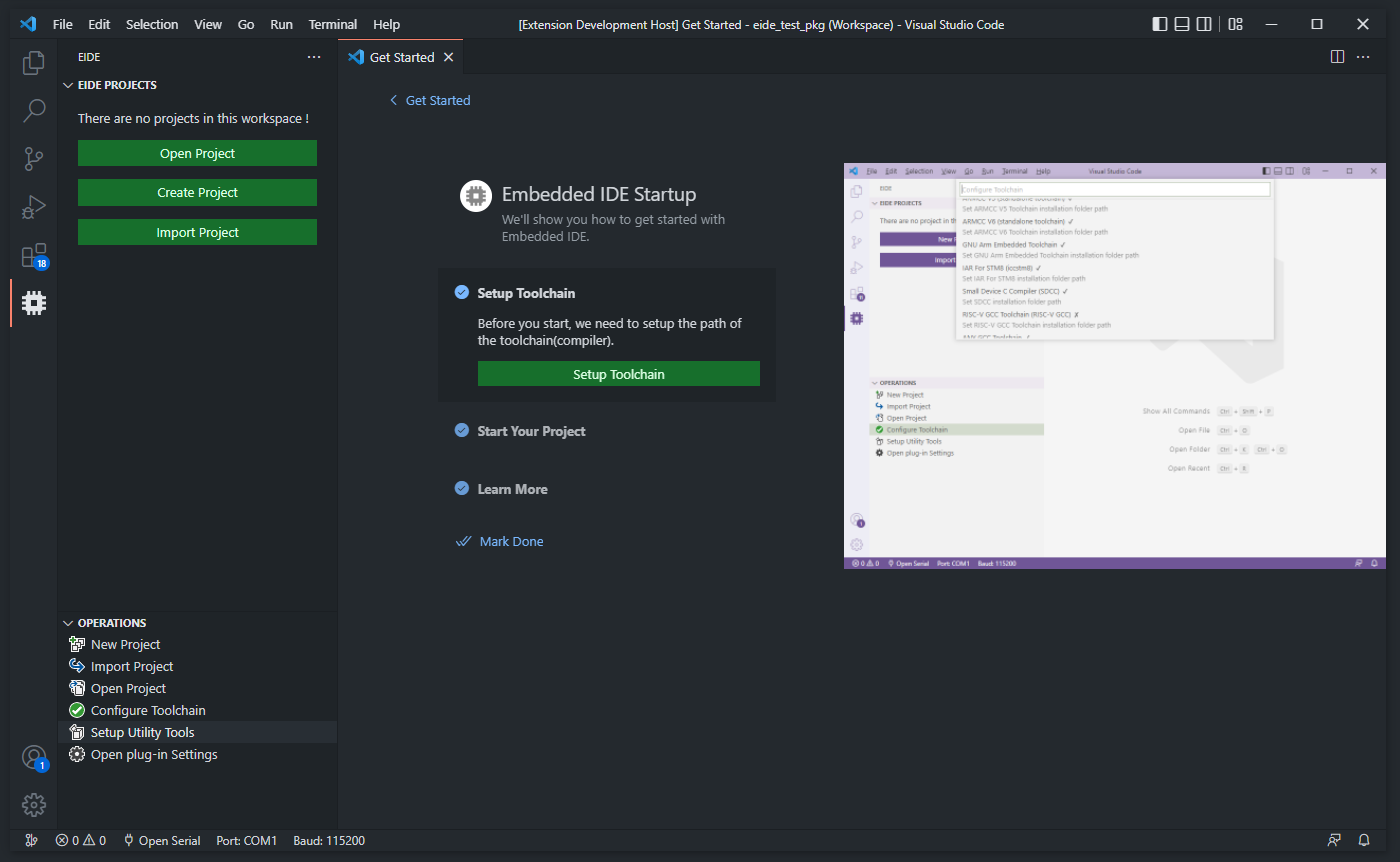 File Edit Selection View Go Run Terminal Help
[Extension Development Host] Get Started - eide_test_pkg (Workspace) - Visual Studio Code
EIDE
EIDE PROJECTS
There are no projects in this workspace !
Open Project
Create Project
Import Project
18
OPERATIONS
New Project
Import Project
Open Project
Configure Toolchain
Setup Utility Tools
Open plug-in Settings
1
Get Started
Get Started
Embedded IDE Startup
We'll show you how to get started with
Embedded IDE.
Setup Toolchain
Before you start, we need to setup the path of
the toolchain(compiler).
Setup Toolchain
Start Your Project
Learn More
Mark Done
File Edit Selection View Go Run Terminal Help
Visual Studio Code
EIDE
EIDE PROJECTS
There are no project in th
New
Import
Configure Toolchain
Set ARMCC V5 Toolchain installation folder path
ARMCC V6 (standalone toolchain) ✓
Set ARMCC V6 Toolchain installation folder path
GNU Arm Embedded Toolchain ✓
Set GNU Arm Embedded Toolchain installation folder path
IAR For STM8 (iccstm8) ✓
Set IAR For STM8 installation folder path
Small Device C Compiler (SDCC) ✓
Set SDCC installation folder path
RISC-V GCC Toolchain (RISC-V GCC) ✗
Set RISC-V GCC Toolchain installation folder path
OPERATIONS
New Project
Import Project
Open Project
Configure Toolchain
Setup Utility Tools
Open plug-in Settings
Show All Commands Ctrl + Shift + P
Open File Ctrl + O
Open Folder Ctrl + K Ctrl + O
Open Recent Ctrl + R
0 0 Open Serial Port: COM1 Baud: 115200
0 0 Open Serial Port: COM1 Baud: 115200